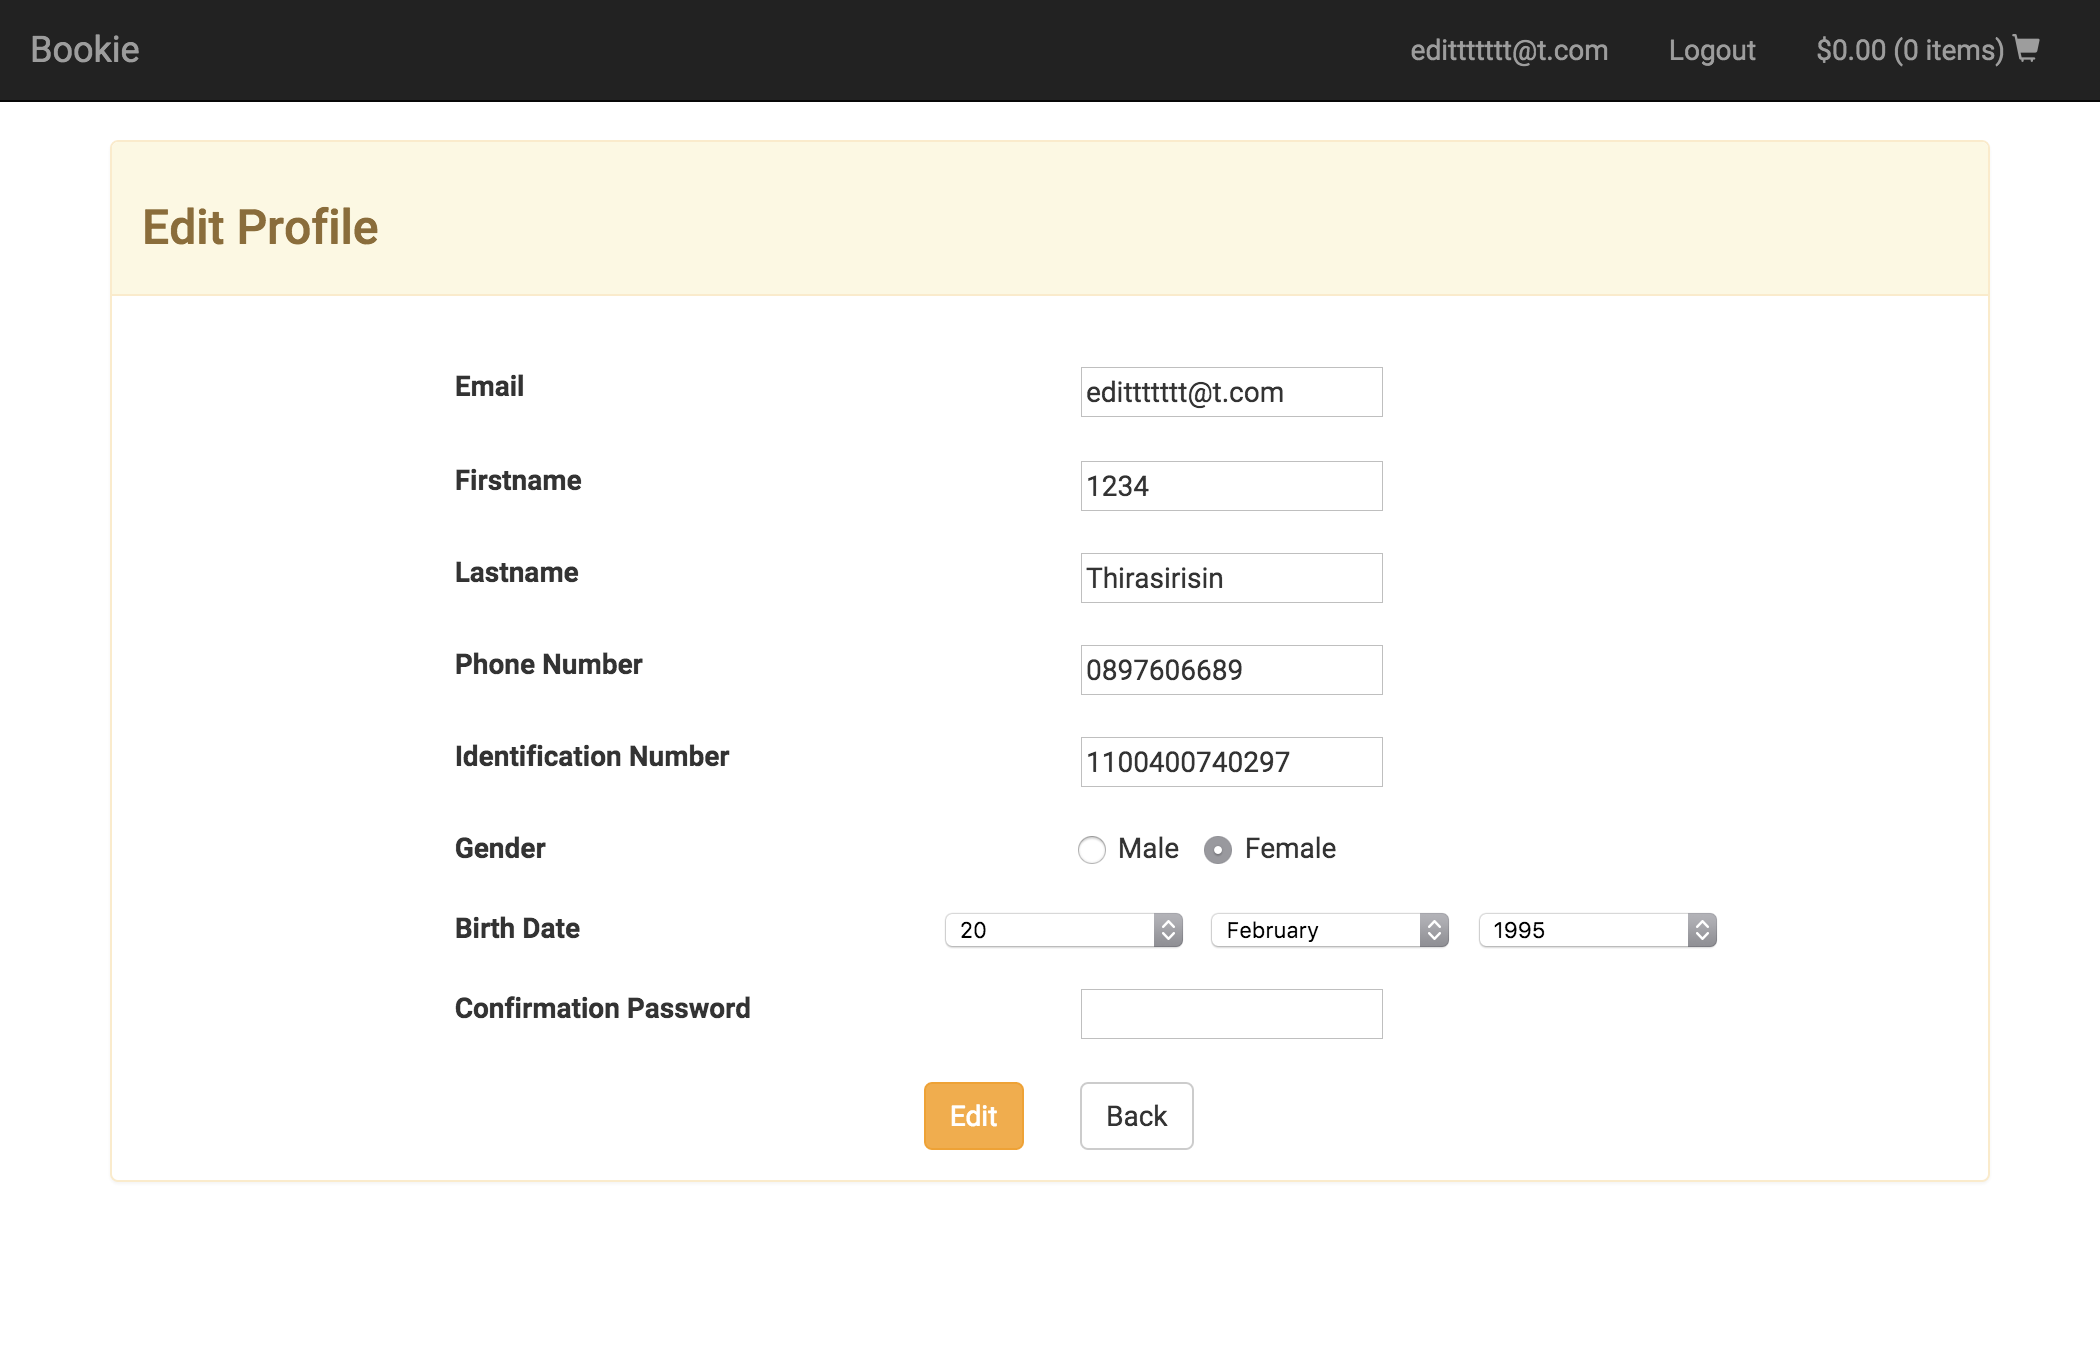 Bookie edittttttt@t.com Logout $0.00 (0 items)
Edit Profile
Email edittttttt@t.com
Firstname 1234
Lastname Thirasirisin
Phone Number 0897606689
Identification Number 1100400740297
Gender Male Female
Birth Date 20 February 1995
Confirmation Password
Edit Back